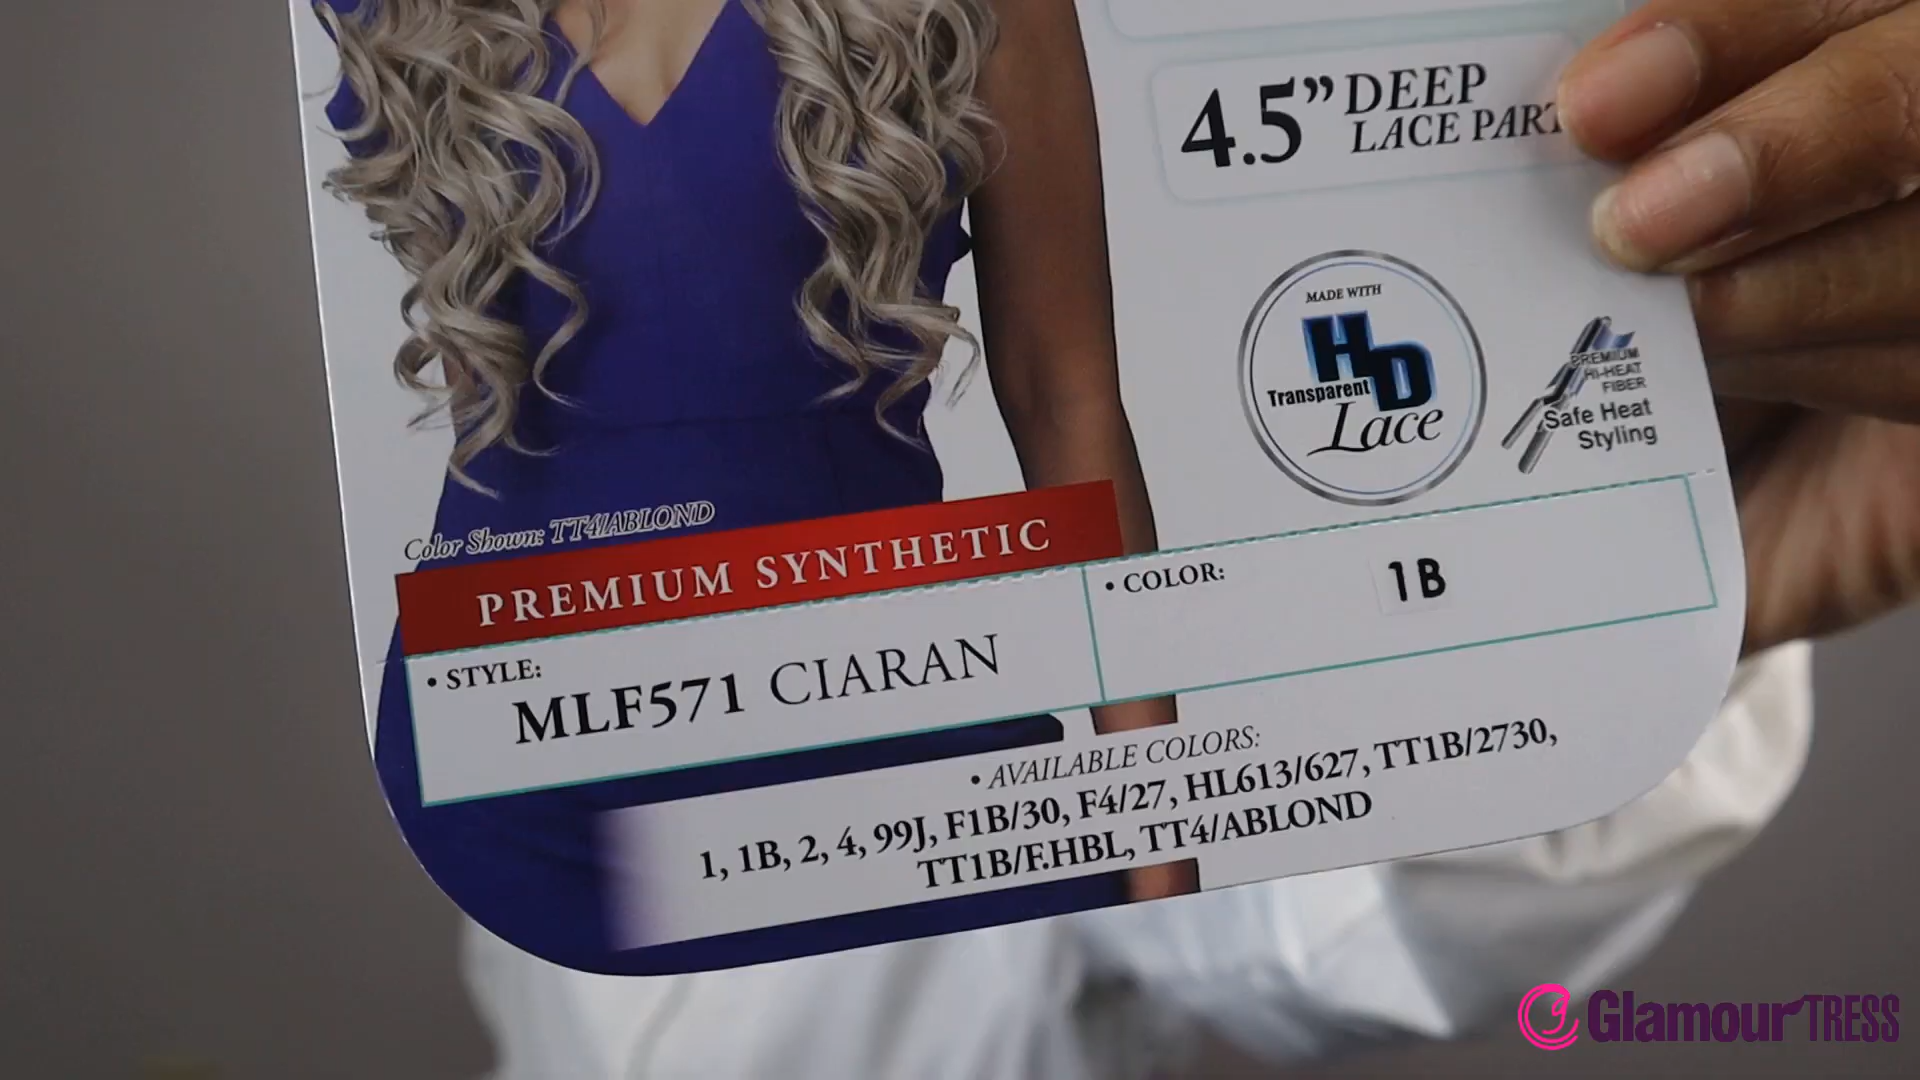 4.5” DEEP
LACE PART
MADE WITH
HD
Transparent
Lace
PREMIUM
HI-HEAT
FIBER
Safe Heat
Styling
Color Shown: TT4/ABLOND
PREMIUM SYNTHETIC
• STYLE:
MLF571 CIARAN
• COLOR:
1B
• AVAILABLE COLORS:
1, 1B, 2, 4, 99J, F1B/30, F4/27, HL613/627, TT1B/2730,
TT1B/F.HBL, TT4/ABLOND
GlamourTRESS